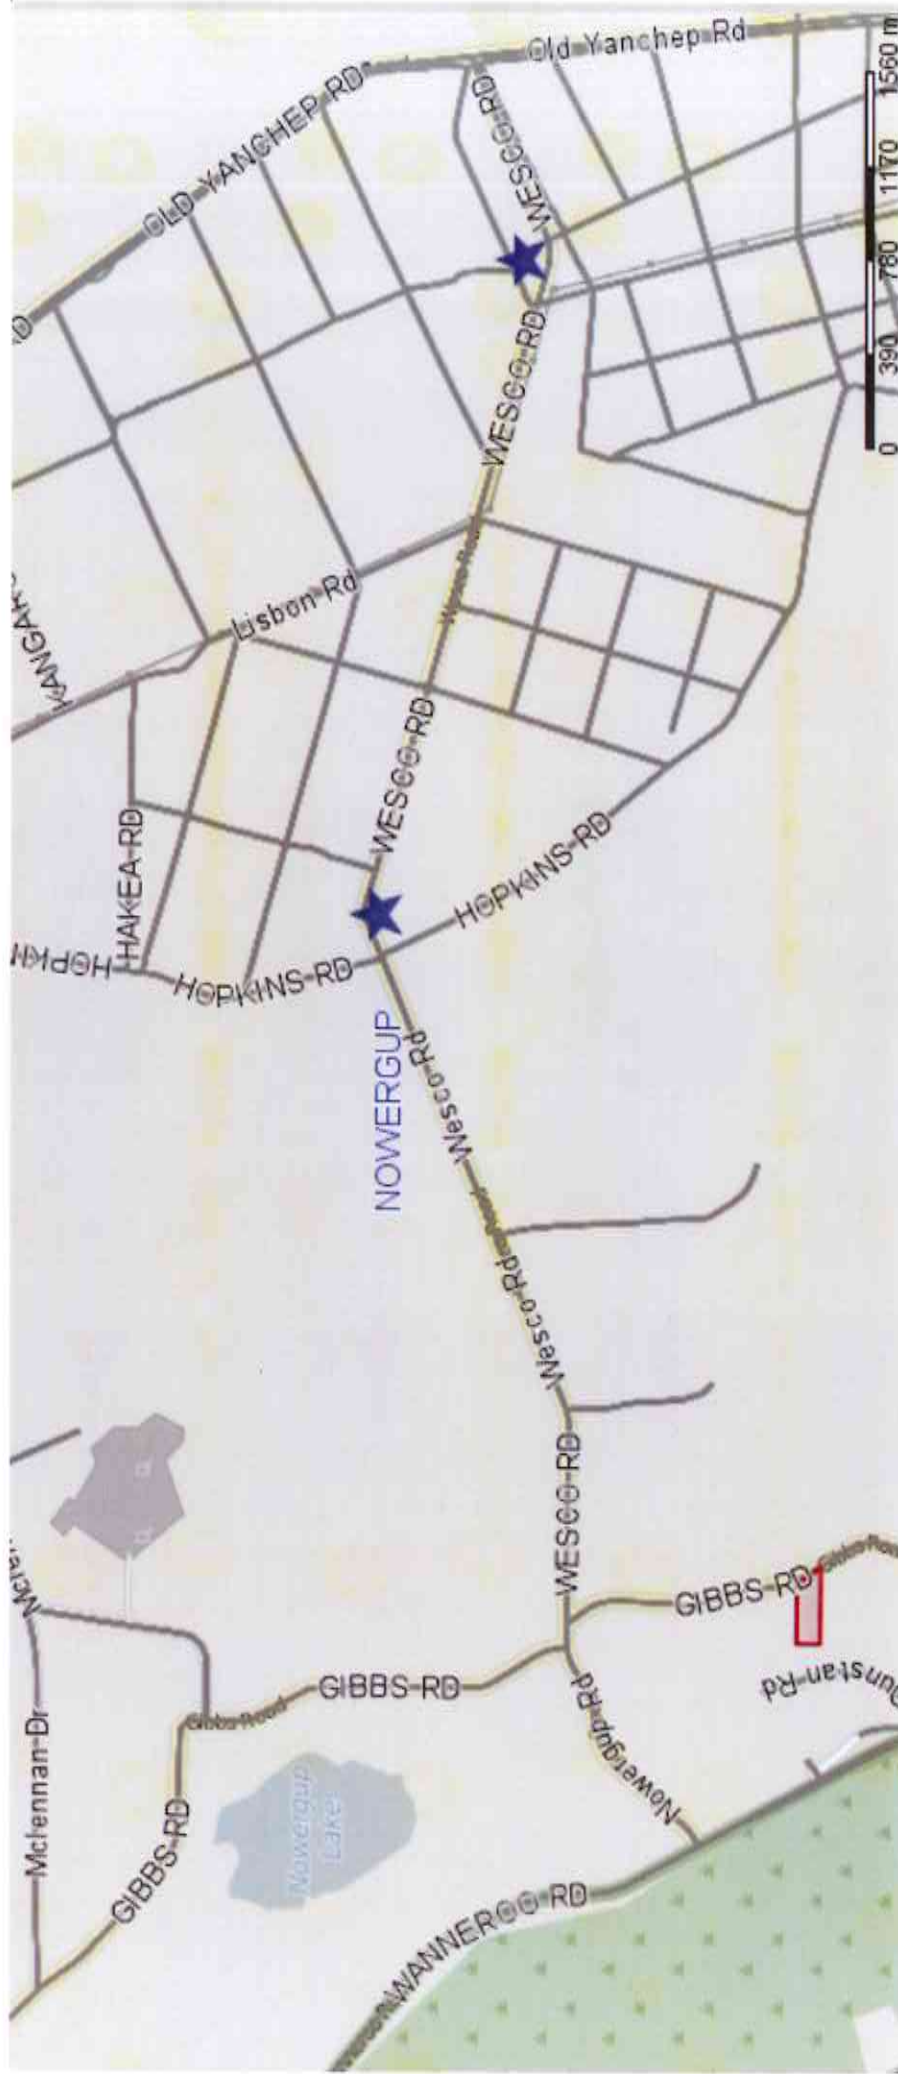 Old Yanchep Rd
OLD YANCHEP RD
WESCO-RD
WESCO-RD
WESCO-RD
Lisbon Rd
WESCO-RD
HAKEA-RD
HOPKINS-RD
HOPKINS-RD
NOWERGUP
Wesco-Rd
Wesco-Rd
WESCO-RD
GIBBS-RD
GIBBS-RD
Gibbs Road
Mclennan-Dr
GIBBS-RD
Nowergup
Lake
Nowergup-Rd
WANNEROO RD
0 390 780 1170 1560 m